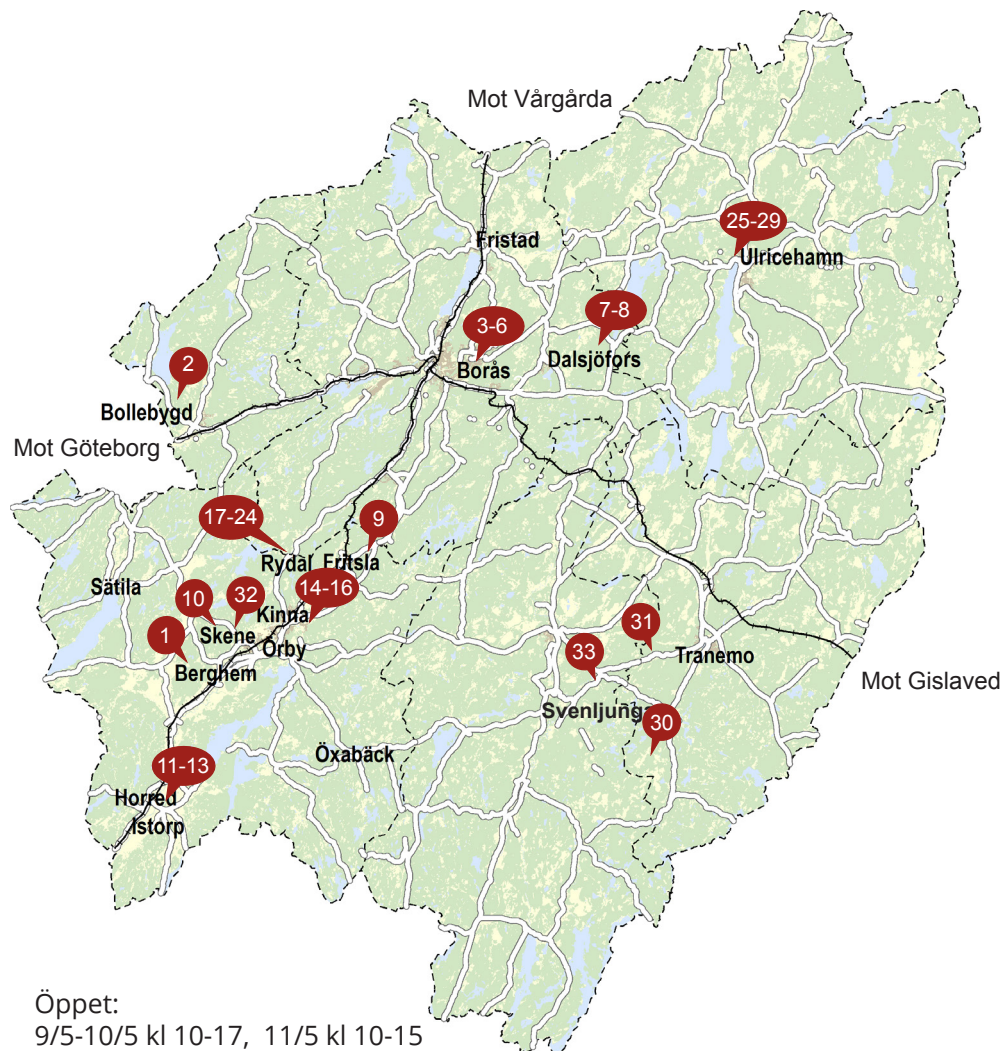 Mot Vårgårda
25-29
Fristad
Ulricehamn
7-8
3-6
Dalsjöfors
Borås
2
Bollebygd
Mot Göteborg
17-24
9
Rydal
Fritsla
Sätila
14-16
10
32
Kinna
Skene
1
Örby
31
Berghem
33
Tranemo
Mot Gislaved
Svenljunga
30
Öxabäck
11-13
Horred
Istorp
Öppet:
9/5-10/5 kl 10-17, 11/5 kl 10-15